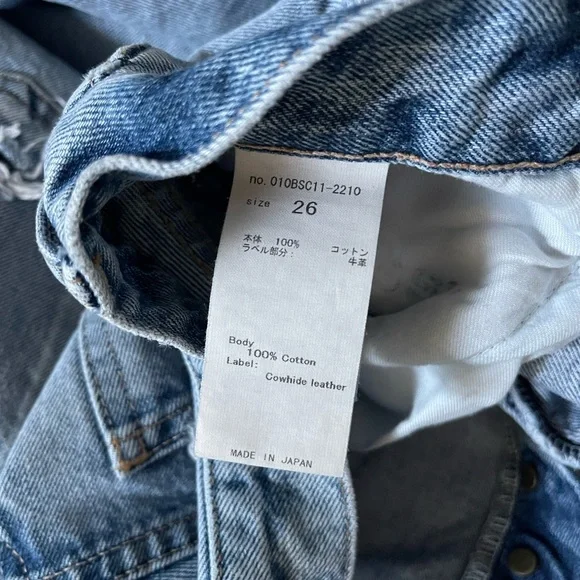 no. 010BSC11-2210
size 26
本体 100% コットン
ラベル部分: 牛革
Body
100% Cotton
Label:
Cowhide leather
MADE IN JAPAN